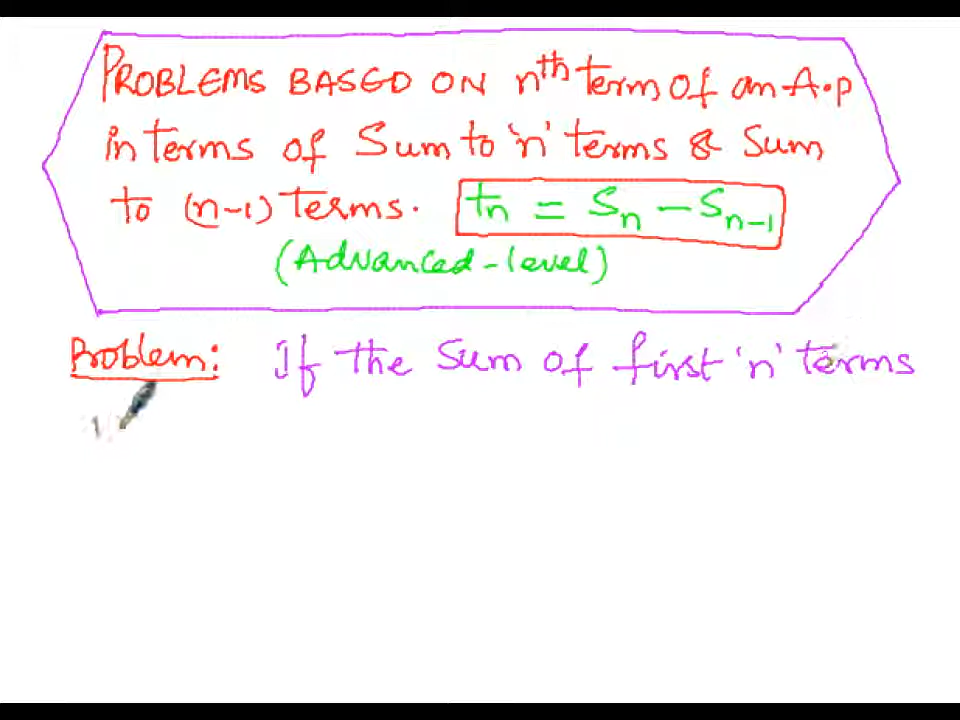 PROBLEMS BASED ON nth term of an A.p
in terms of Sum to 'n' terms & Sum
to (n-1) terms. tn = Sn - Sn-1
(Advanced-level)
Problem: If the Sum of first 'n' terms